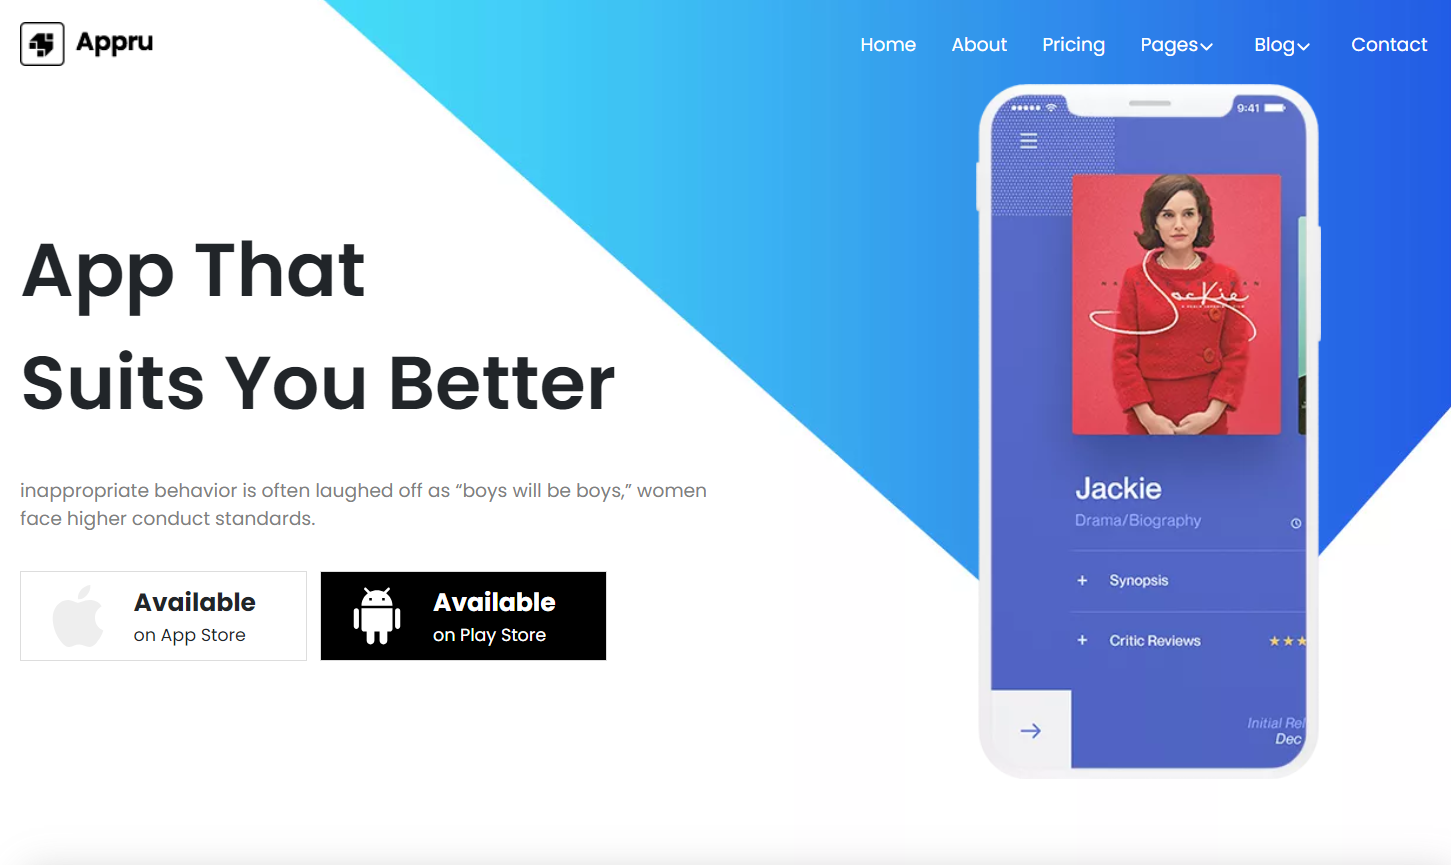 Appru
Home About Pricing Pages Blog Contact
9:41
App That
Suits You Better
inappropriate behavior is often laughed off as “boys will be boys,” women
face higher conduct standards.
Available
on App Store
Available
on Play Store
Jackie
Jackie
Drama/Biography
+ Synopsis
+ Critic Reviews
Initial Rel
Dec